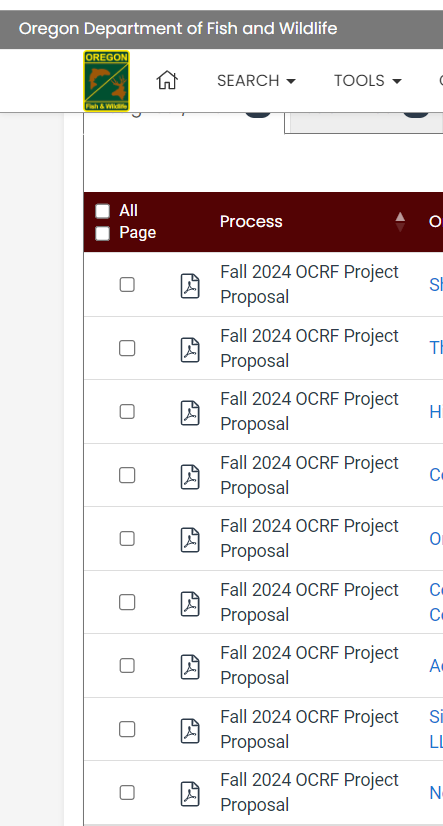 Oregon Department of Fish and Wildlife
OREGON
Fish & Wildlife
SEARCH
TOOLS
All
Page
Process
Fall 2024 OCRF Project
Proposal
Fall 2024 OCRF Project
Proposal
Fall 2024 OCRF Project
Proposal
Fall 2024 OCRF Project
Proposal
Fall 2024 OCRF Project
Proposal
Fall 2024 OCRF Project
Proposal
Fall 2024 OCRF Project
Proposal
Fall 2024 OCRF Project
Proposal
Fall 2024 OCRF Project
Proposal